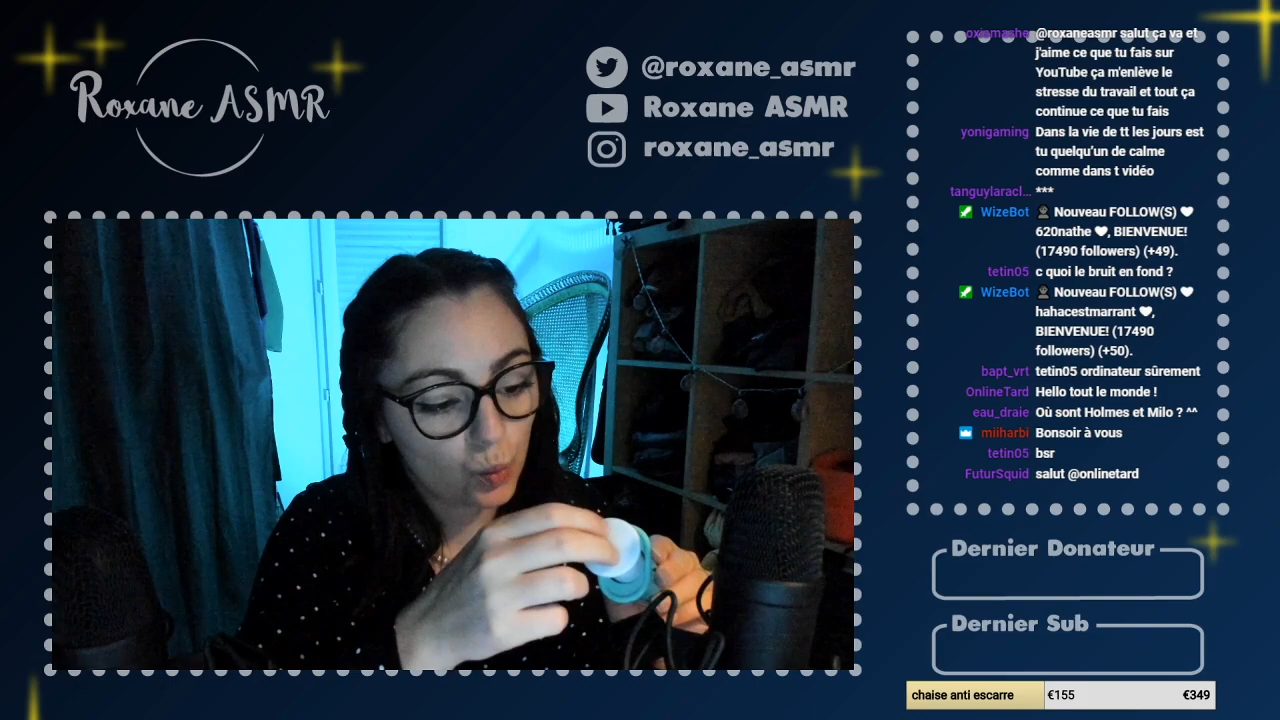 Roxane ASMR
@roxane_asmr
Roxane ASMR
roxane_asmr
oxiomashe @roxaneasmr salut ça va et
j'aime ce que tu fais sur
YouTube ça m'enlève le
stresse du travail et tout ça
continue ce que tu fais
yonigaming Dans la vie de tt les jours est
tu quelqu'un de calme
comme dans t vidéo
tanguylaracl... ***
WizeBot Nouveau FOLLOW(S)
620nathe, BIENVENUE!
(17490 followers) (+49).
tetin05 c quoi le bruit en fond ?
WizeBot Nouveau FOLLOW(S)
hahacestmarrant,
BIENVENUE! (17490
followers) (+50).
bapt_vrt tetin05 ordinateur sûrement
OnlineTard Hello tout le monde !
eau_draie Où sont Holmes et Milo ? ^^
miiharbi Bonsoir à vous
tetin05 bsr
FuturSquid salut @onlinetard
Dernier Donateur
Dernier Sub
chaise anti escarre €155 €349